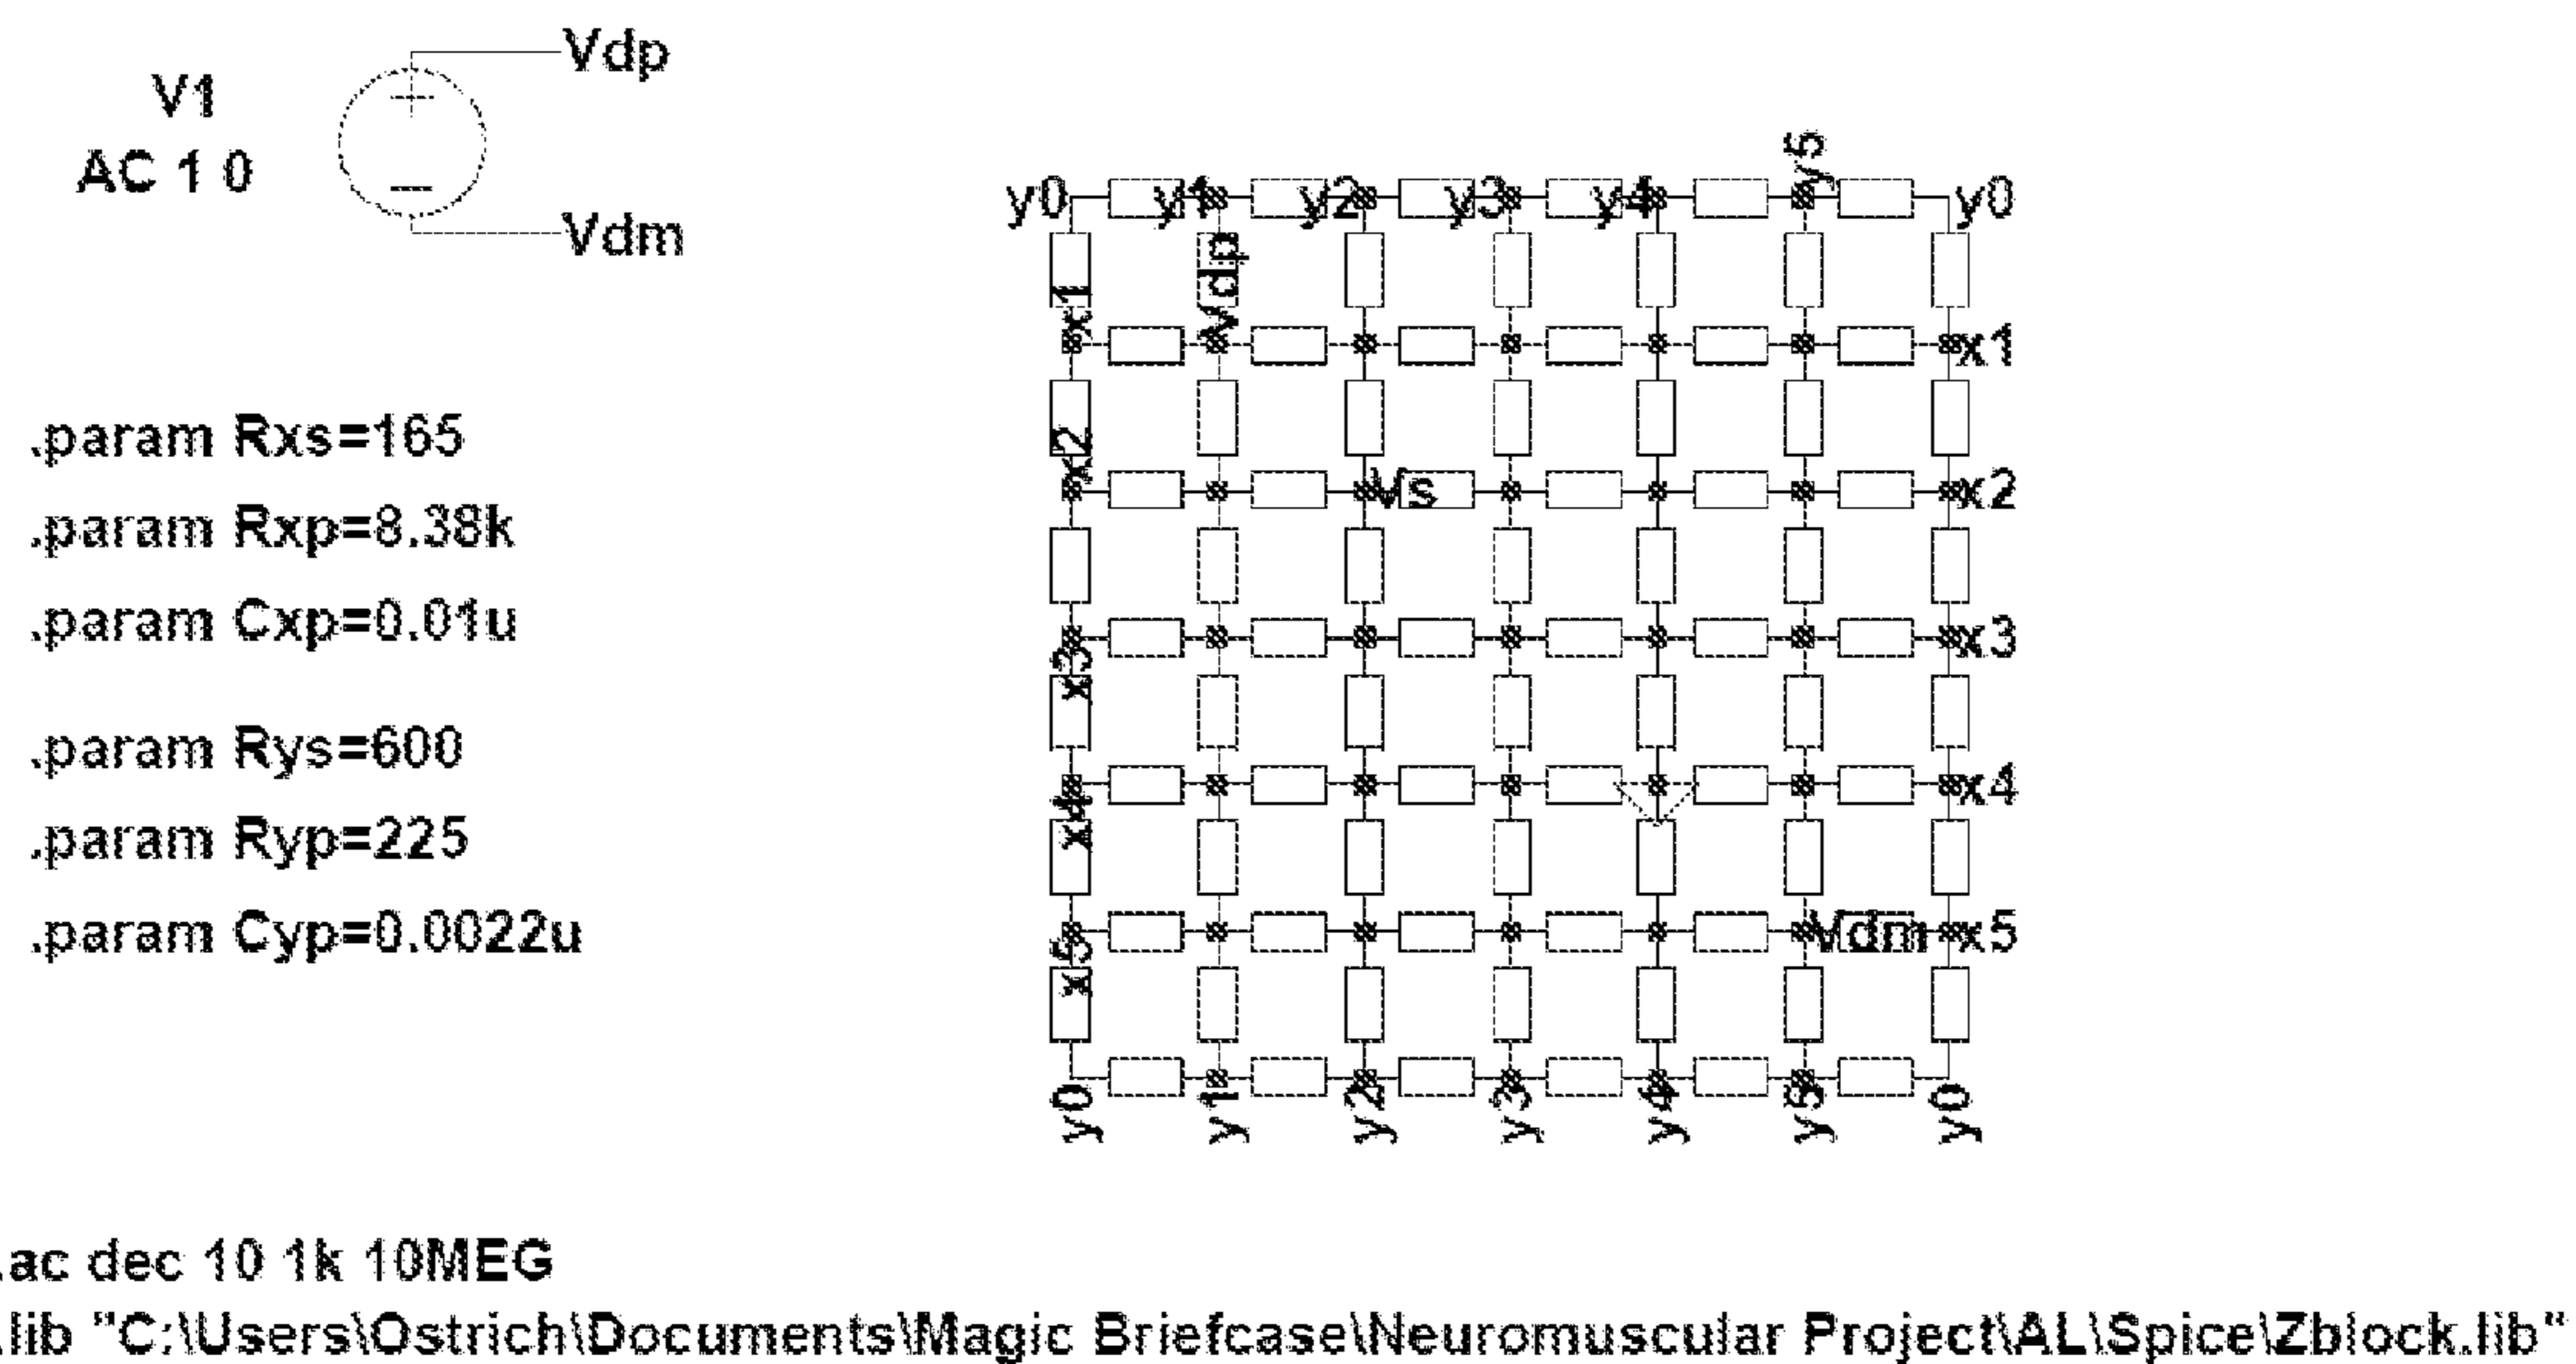 Vdp
V1
AC 1 0
Vdm
y5
y0 y1 y2 y3 y4 y0
Vdp
x1 x1
x2 Vs x2
x3 x3
x4 x4
x5 Vdm x5
y0 y1 y2 y3 y4 y5 y0
.param Rxs=165
.param Rxp=8.38k
.param Cxp=0.01u
.param Rys=600
.param Ryp=225
.param Cyp=0.0022u
.ac dec 10 1k 10MEG
.lib "C:\Users\Ostrich\Documents\Magic Briefcase\Neuromuscular Project\AL\Spice\Zblock.lib"